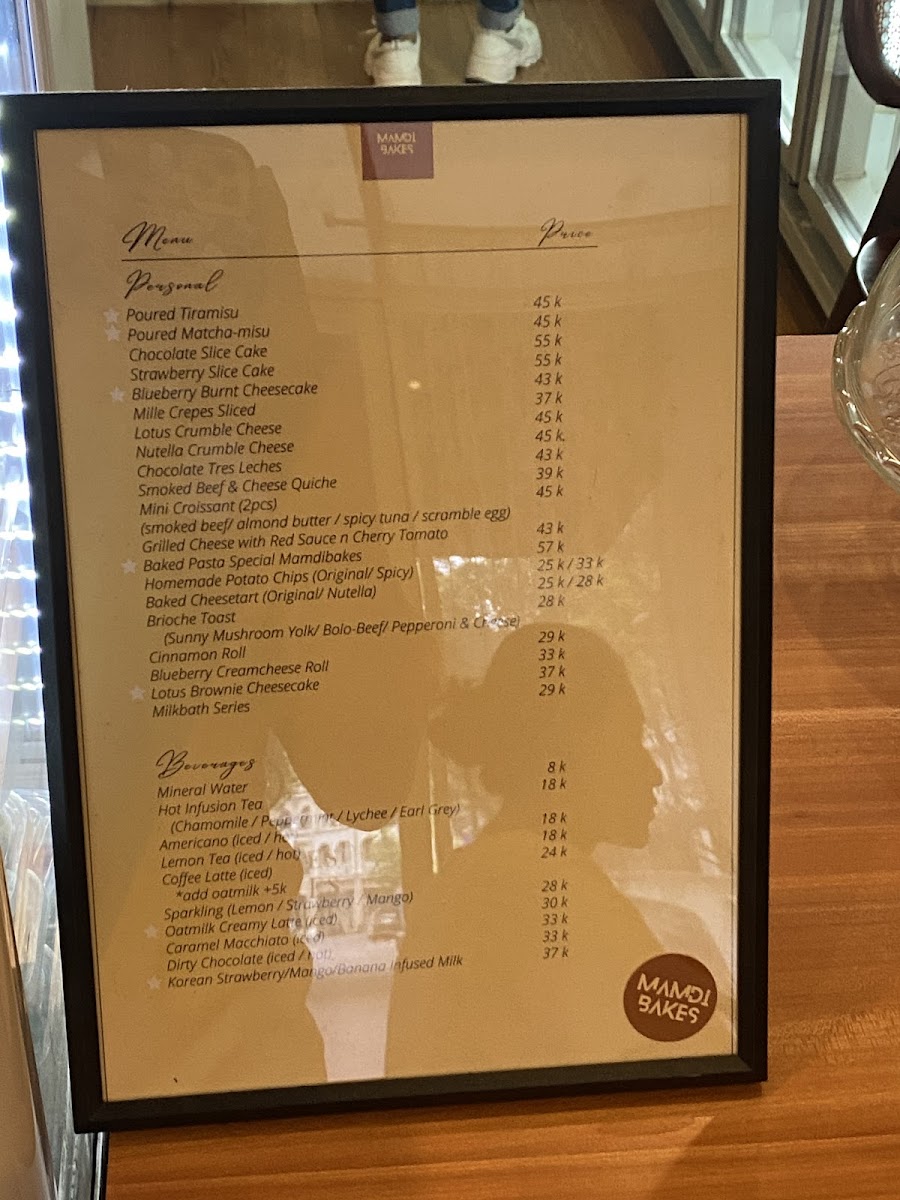 MAMDI
BAKES
Menu Price
Personal
Poured Tiramisu 45 k
Poured Matcha-misu 45 k
Chocolate Slice Cake 55 k
Strawberry Slice Cake 55 k
Blueberry Burnt Cheesecake 43 k
Mille Crepes Sliced 37 k
Lotus Crumble Cheese 45 k
Nutella Crumble Cheese 45 k.
Chocolate Tres Leches 43 k
Smoked Beef & Cheese Quiche 39 k
Mini Croissant (2pcs) 45 k
(smoked beef/ almond butter / spicy tuna / scramble egg)
Grilled Cheese with Red Sauce n Cherry Tomato 43 k
Baked Pasta Special Mamdibakes 57 k
Homemade Potato Chips (Original/ Spicy) 25 k / 33 k
Baked Cheesetart (Original/ Nutella) 25 k / 28 k
Brioche Toast 28 k
(Sunny Mushroom Yolk/ Bolo-Beef/ Pepperoni & Cheese)
Cinnamon Roll 29 k
Blueberry Creamcheese Roll 33 k
Lotus Brownie Cheesecake 37 k
Milkbath Series 29 k
Beverages
Mineral Water 8 k
Hot Infusion Tea 18 k
(Chamomile / Peppermint / Lychee / Earl Grey)
Americano (iced / hot) 18 k
Lemon Tea (iced / hot) 18 k
Coffee Latte (iced) 24 k
*add oatmilk +5k
Sparkling (Lemon / Strawberry / Mango) 28 k
Oatmilk Creamy Latte (iced) 30 k
Caramel Macchiato (iced) 33 k
Dirty Chocolate (iced / hot) 33 k
Korean Strawberry/Mango/Banana Infused Milk 37 k
MAMDI
BAKES